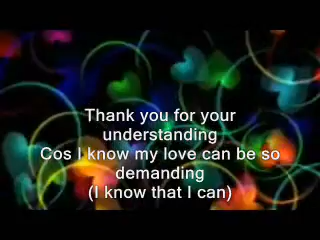 Thank you for your
understanding
Cos I know my love can be so
demanding
(I know that I can)